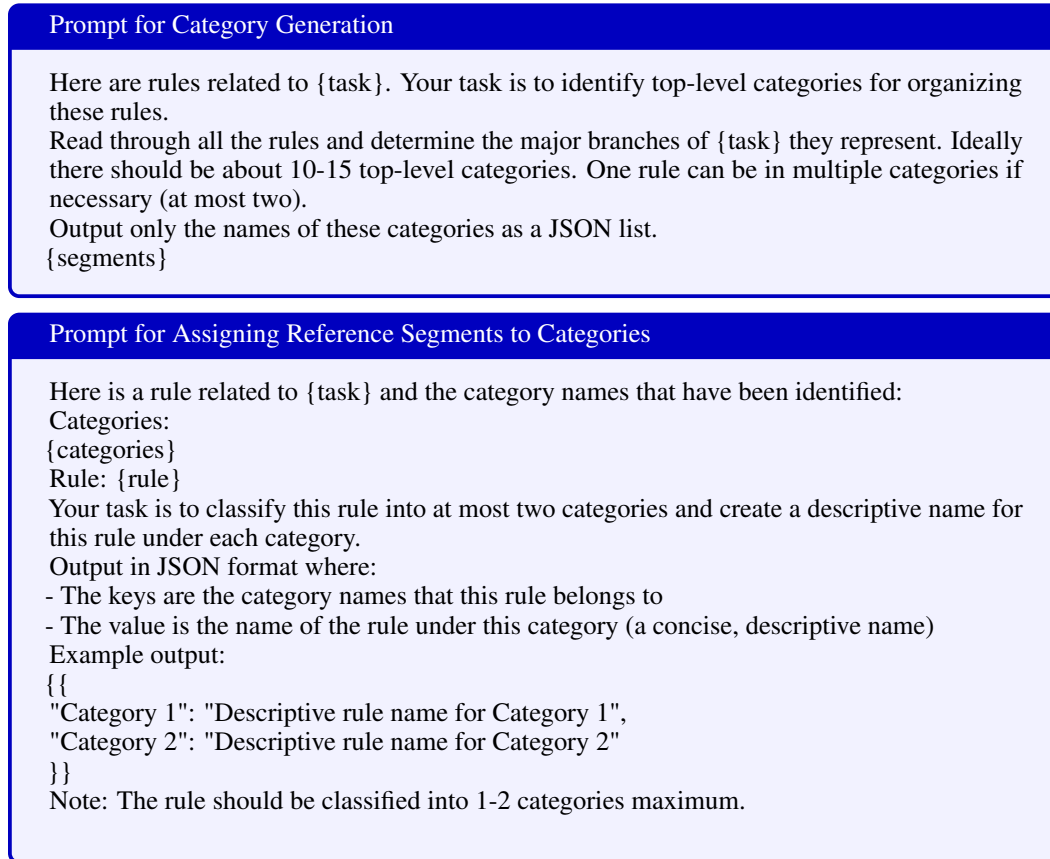 Prompt for Category Generation
Here are rules related to {task}. Your task is to identify top-level categories for organizing
these rules.
Read through all the rules and determine the major branches of {task} they represent. Ideally
there should be about 10-15 top-level categories. One rule can be in multiple categories if
necessary (at most two).
Output only the names of these categories as a JSON list.
{segments}
Prompt for Assigning Reference Segments to Categories
Here is a rule related to {task} and the category names that have been identified:
Categories:
{categories}
Rule: {rule}
Your task is to classify this rule into at most two categories and create a descriptive name for
this rule under each category.
Output in JSON format where:
- The keys are the category names that this rule belongs to
- The value is the name of the rule under this category (a concise, descriptive name)
Example output:
{{
"Category 1": "Descriptive rule name for Category 1",
"Category 2": "Descriptive rule name for Category 2"
}}
Note: The rule should be classified into 1-2 categories maximum.